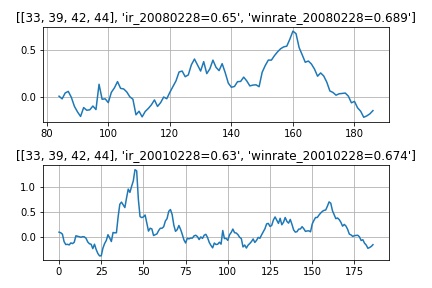 [[33, 39, 42, 44], 'ir_20080228=0.65', 'winrate_20080228=0.689']
0.5
0.0
80 100 120 140 160 180
[[33, 39, 42, 44], 'ir_20010228=0.63', 'winrate_20010228=0.674']
1.0
0.5
0.0
0 25 50 75 100 125 150 175